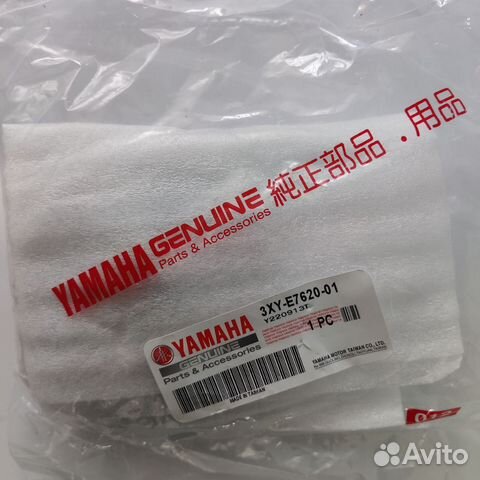 YAMAHA GENUINE 純正部品．用品
Parts & Accessories
YAMAHA
GENUINE
Parts & Accessories
3XY-E7620-01
Y220913T
1 PC
MADE IN TAIWAN
YAMAHA MOTOR TAIWAN CO., LTD.
Avito